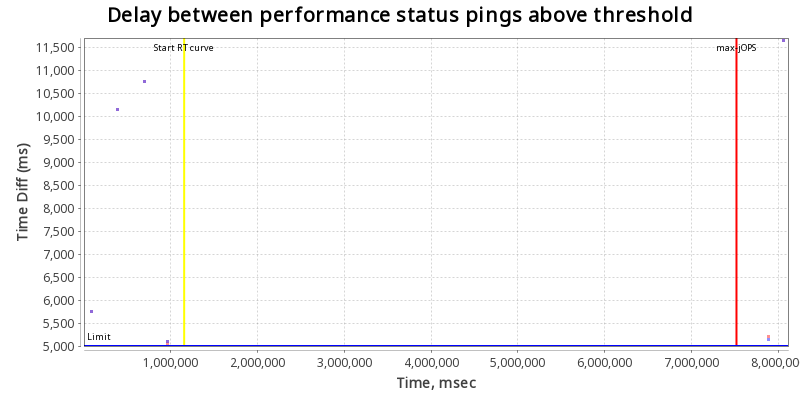 Delay between performance status pings above threshold
Start RT curve
max-jOPS
11,500
11,000
10,500
10,000
9,500
9,000
8,500
8,000
7,500
7,000
6,500
6,000
5,500
5,000
Time Diff (ms)
Limit
1,000,000 2,000,000 3,000,000 4,000,000 5,000,000 6,000,000 7,000,000 8,000,00
Time, msec